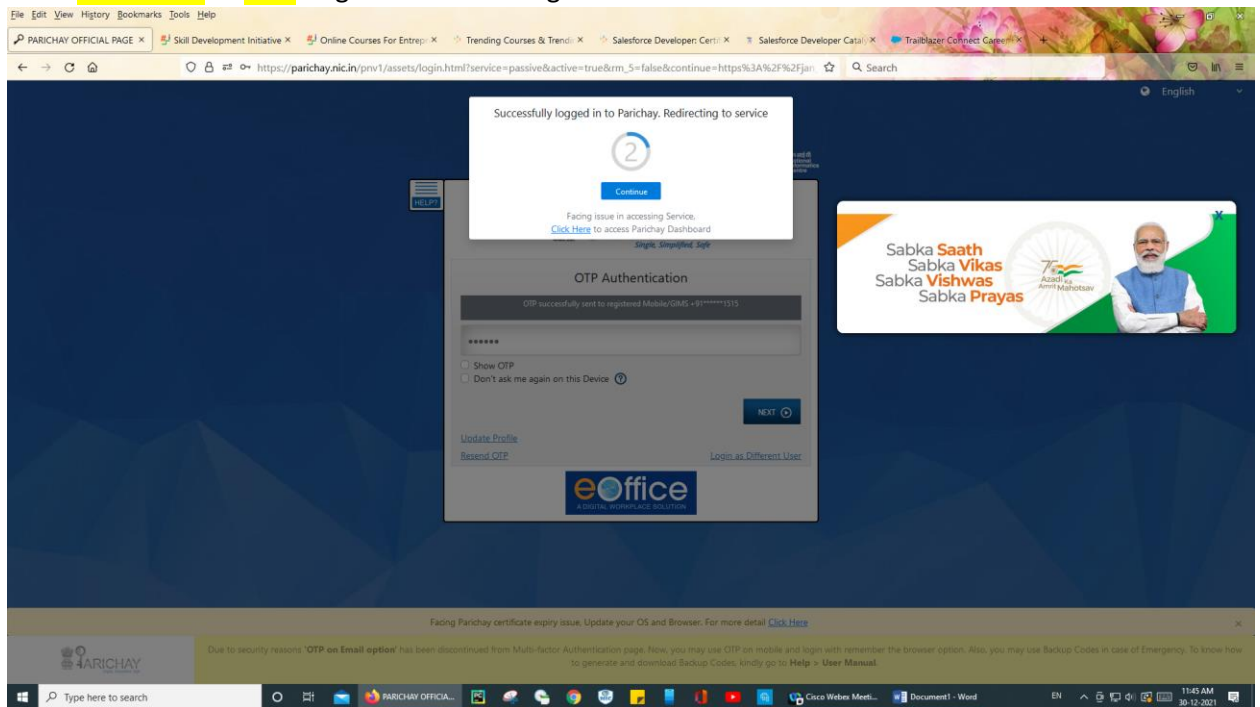 File Edit View History Bookmarks Tools Help
PARICHAY OFFICIAL PAGE × Skill Development Initiative × Online Courses For Entrepr × Trending Courses & Trendi × Salesforce Developer: Certi × Salesforce Developer Catal × Trailblazer Connect Career × +
https://parichay.nic.in/pnv1/assets/login.html?service=passive&active=true&rm_5=false&continue=https%3A%2F%2Fjan Search
English
Successfully logged in to Parichay. Redirecting to service
2
Continue
Facing issue in accessing Service,
Click Here to access Parichay Dashboard
HELP?
Single, Simplified, Safe
OTP Authentication
OTP successfully sent to registered Mobile/GIMS +91******1515
••••••
Show OTP
Don't ask me again on this Device ?
NEXT
Update Profile
Resend OTP Login as Different User
eOffice
A DIGITAL WORKPLACE SOLUTION
X
Sabka Saath
Sabka Vikas
Sabka Vishwas
Sabka Prayas
Azadi Ka
Amrit Mahotsav
Facing Parichay certificate expiry issue, Update your OS and Browser. For more detail Click Here ×
PARICHAY
Due to security reasons 'OTP on Email option' has been discontinued from Multi-factor Authentication page. Now, you may use OTP on mobile and login with remember the browser option. Also, you may use Backup Codes in case of Emergency. To know how
to generate and download Backup Codes, kindly go to Help > User Manual.
Type here to search PARICHAY OFFICIA... Cisco Webex Meeti... Document1 - Word EN 11:45 AM
30-12-2021